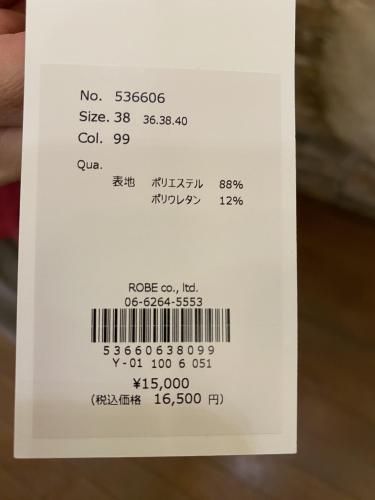 No. 536606
Size. 38 36.38.40
Col. 99
Qua.
表地 ポリエステル 88%
ポリウレタン 12%
ROBE co., ltd.
06-6264-5553
53660638099
Y-01 100 6 051
¥15,000
(税込価格 16,500 円)